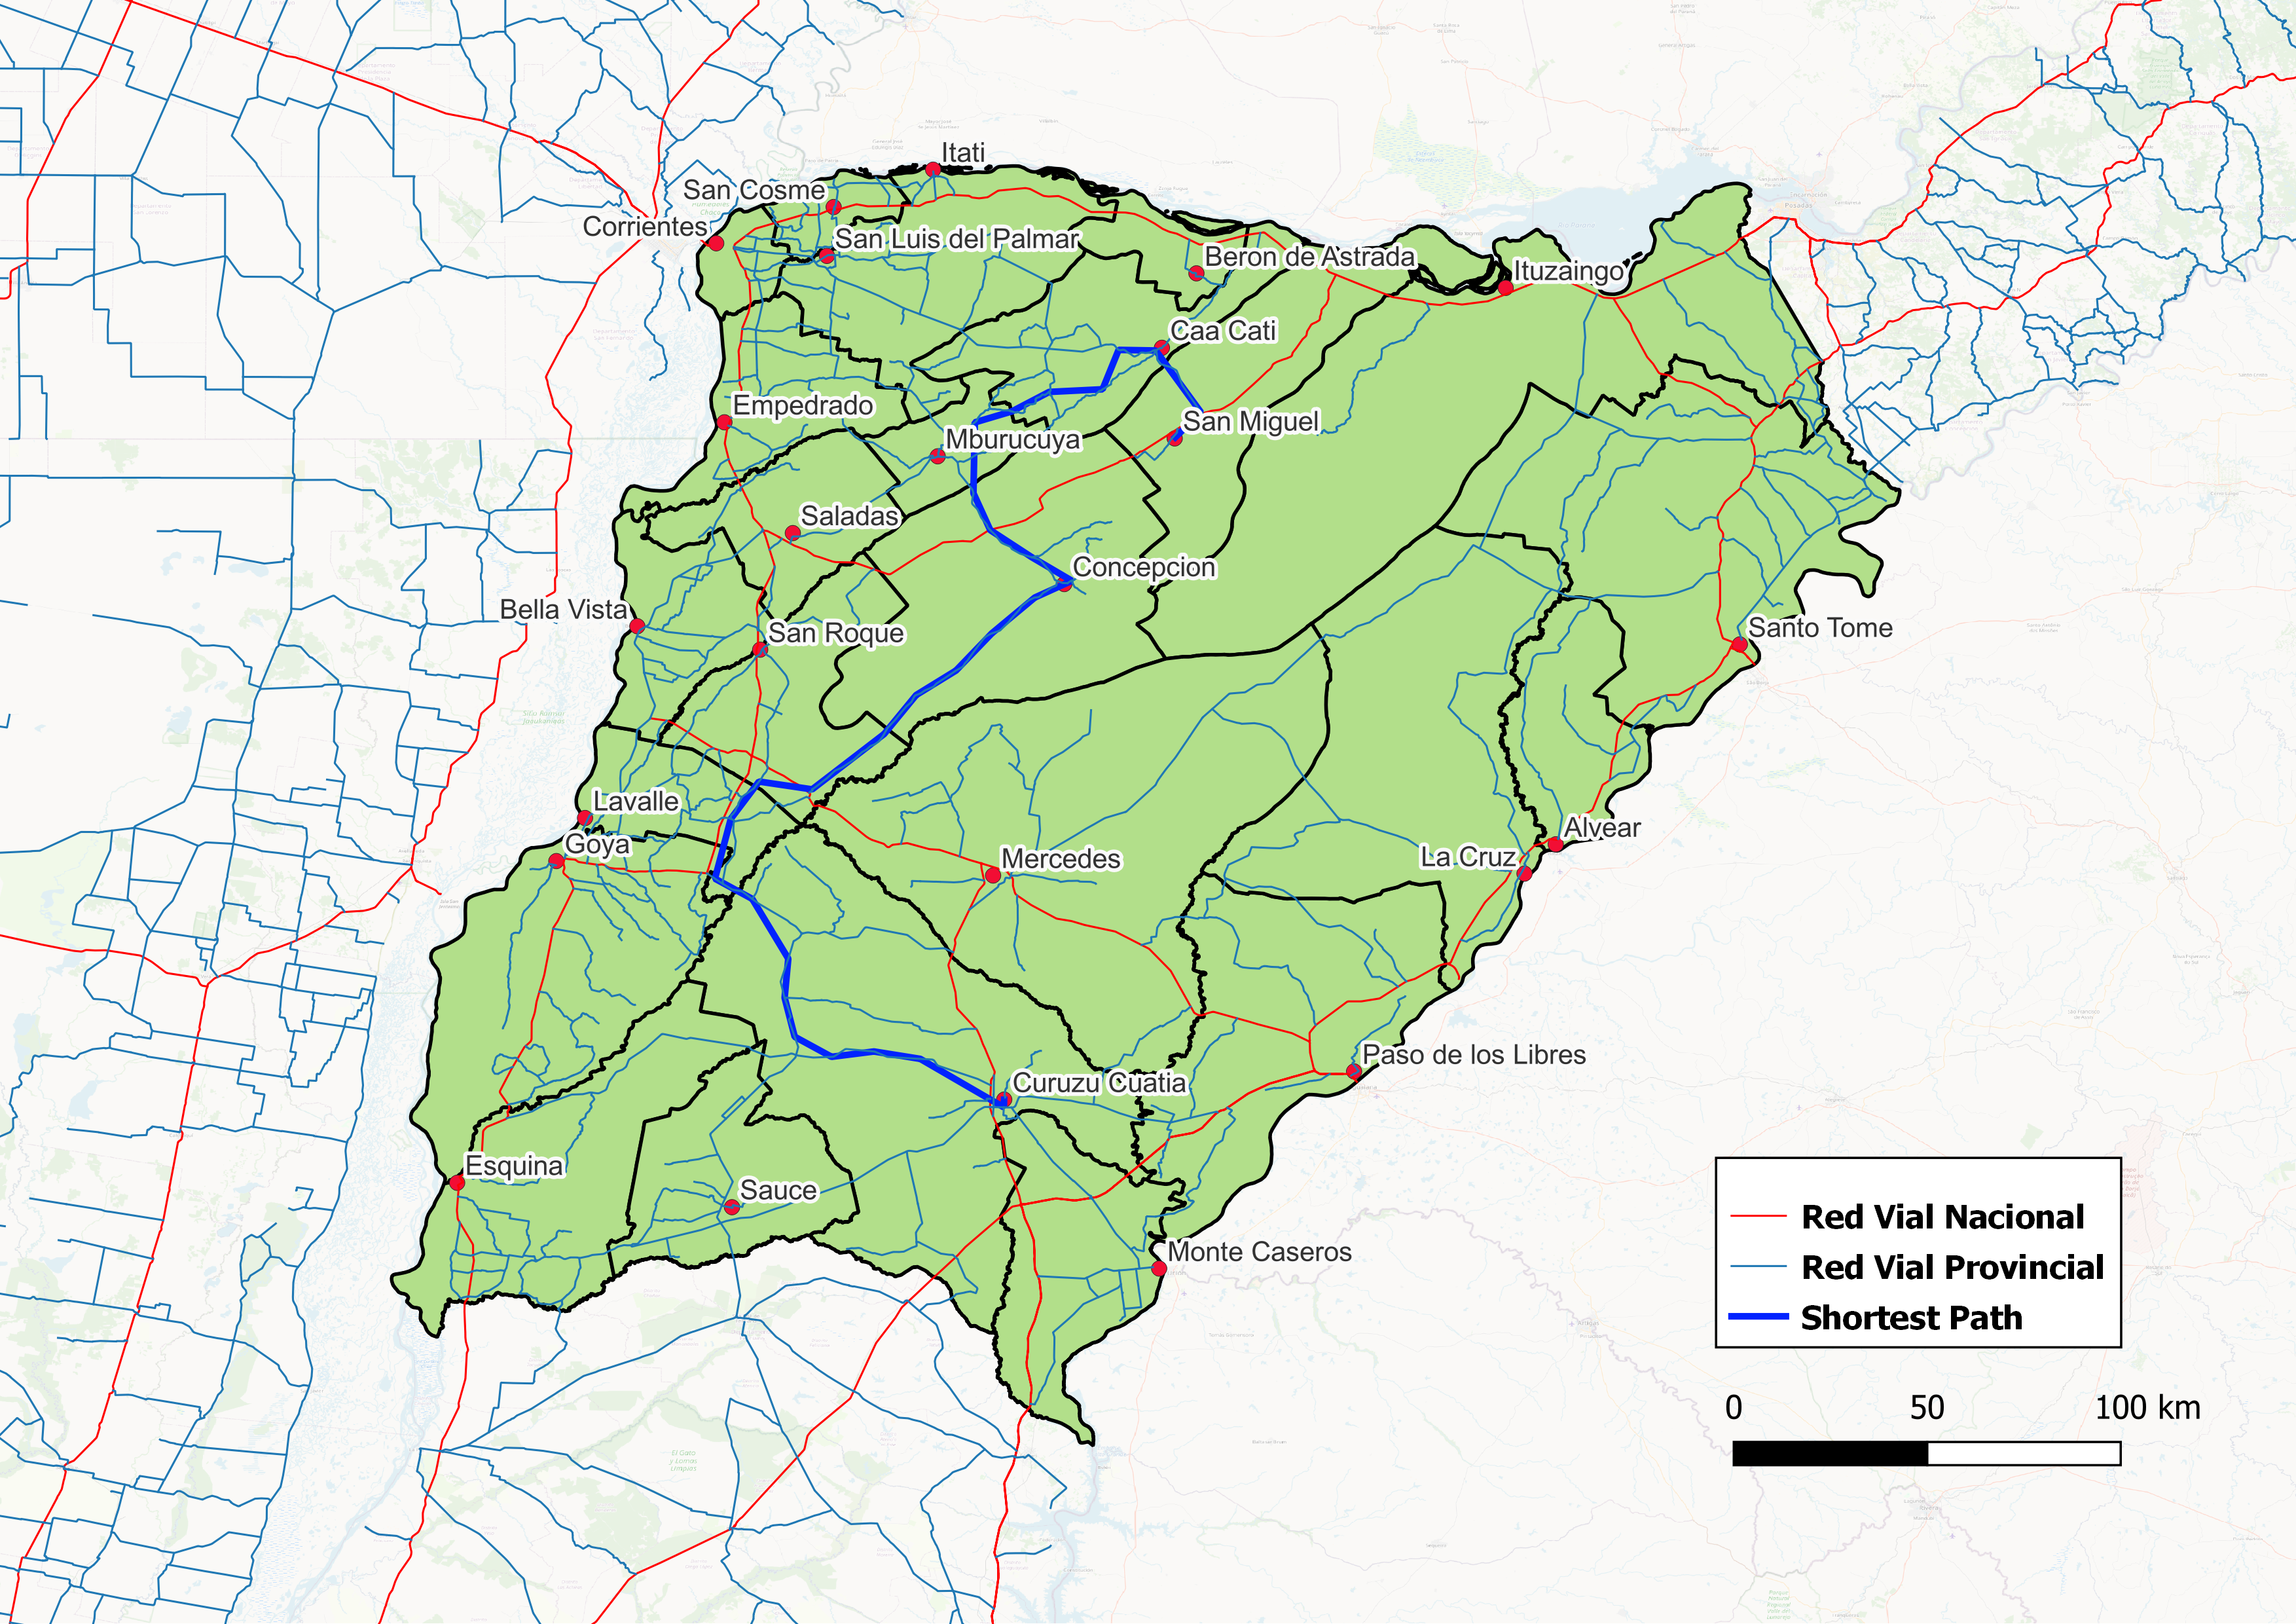 Itati
San Cosme
Corrientes
San Luis del Palmar
Beron de Astrada
Ituzaingo
Caa Cati
Empedrado
San Miguel
Mburucuya
Saladas
Concepcion
Bella Vista
San Roque
Santo Tome
Lavalle
Goya
Alvear
La Cruz
Mercedes
Paso de los Libres
Curuzu Cuatia
Esquina
Sauce
Monte Caseros
Red Vial Nacional
Red Vial Provincial
Shortest Path
0 50 100 km